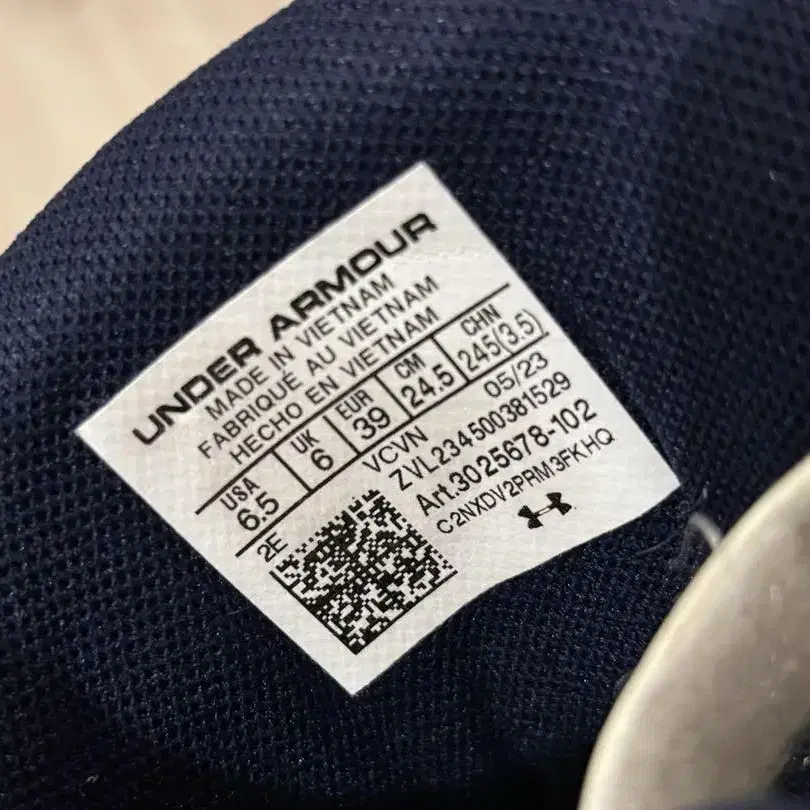 UNDER ARMOUR
MADE IN VIETNAM
FABRIQUÉ AU VIETNAM
HECHO EN VIETNAM
USA UK EUR CM CHN
6.5 6 39 24.5 245(3.5)
2E VCVN 05/23
ZVL234500381529
Art.3025678-102
C2NXDV2PRM3FKHQ